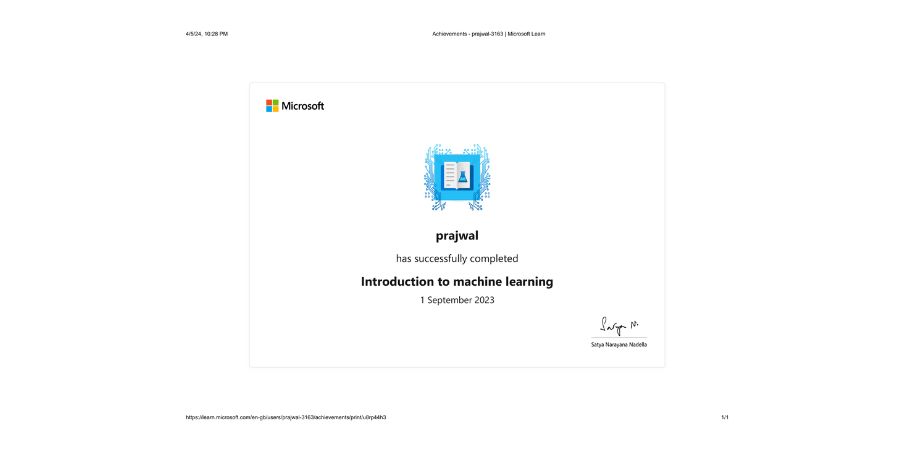 4/5/24, 10:28 PM
Achievements - prajwal-3163 | Microsoft Learn
Microsoft
prajwal
has successfully completed
Introduction to machine learning
1 September 2023
Satya N.
Satya Narayana Nadella
https://learn.microsoft.com/en-gb/users/prajwal-3163/achievements/print/u6rp44h3
1/1